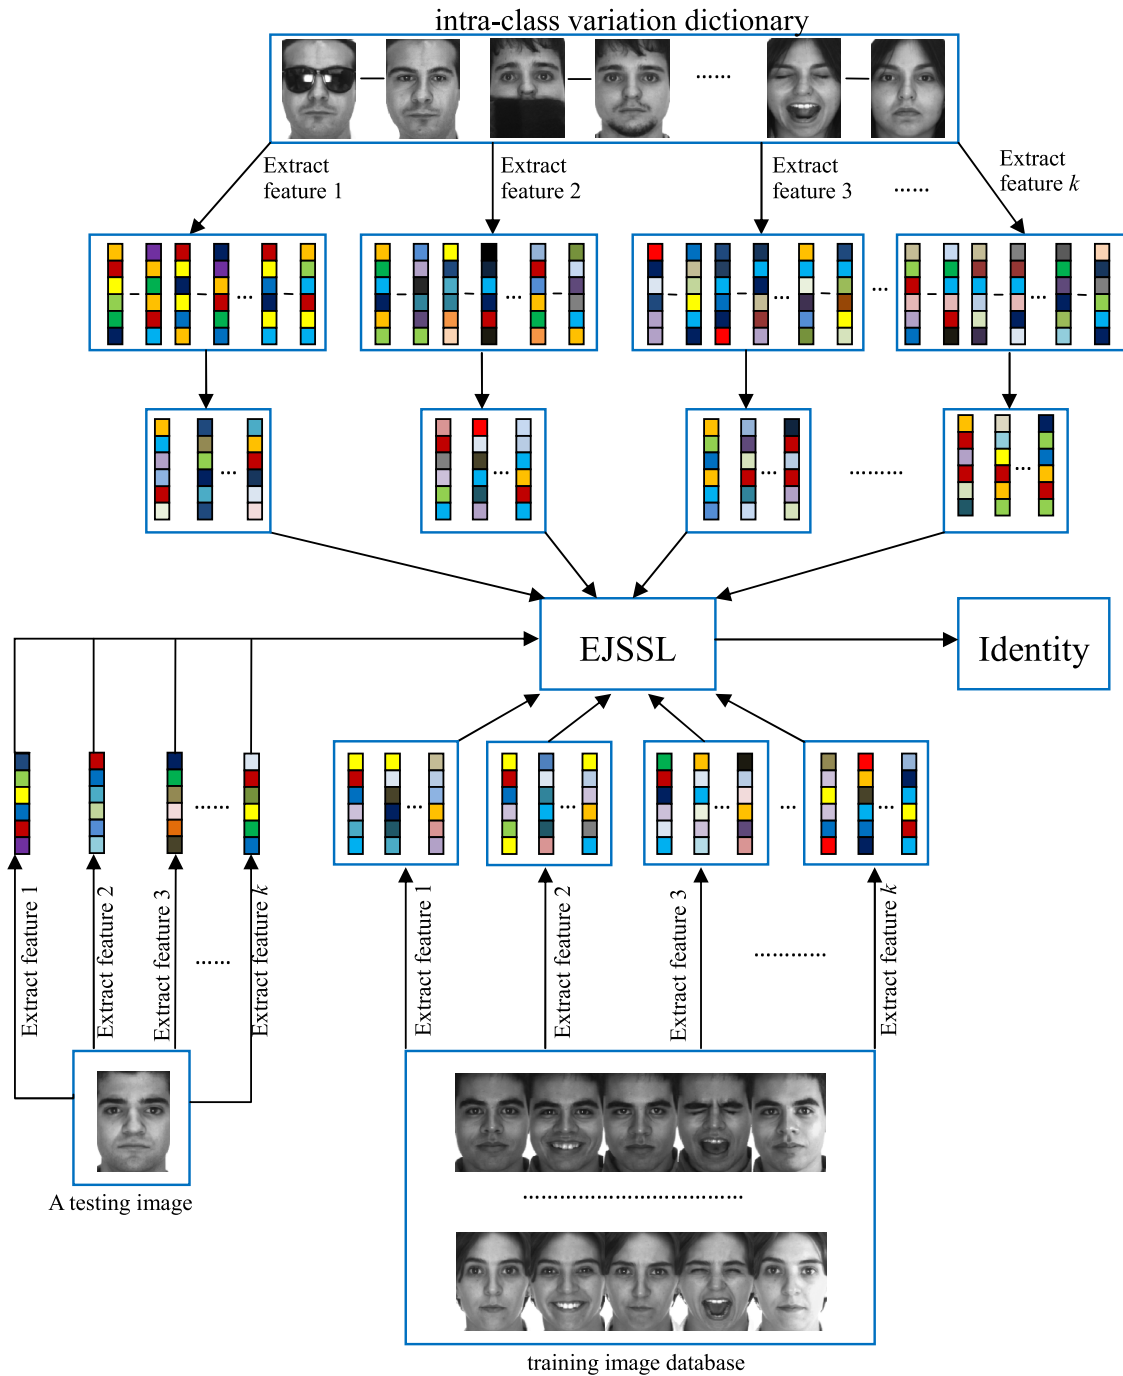 intra-class variation dictionary
......
Extract
feature 1
Extract
feature 2
Extract
feature 3
......
Extract
feature k
...
...
...
...
...
...
...
...
.........
...
EJSSL
Identity
......
...
...
...
...
...
Extract feature 1
Extract feature 2
Extract feature 3
......
Extract feature k
Extract feature 1
Extract feature 2
Extract feature 3
............
Extract feature k
A testing image
....................................
training image database